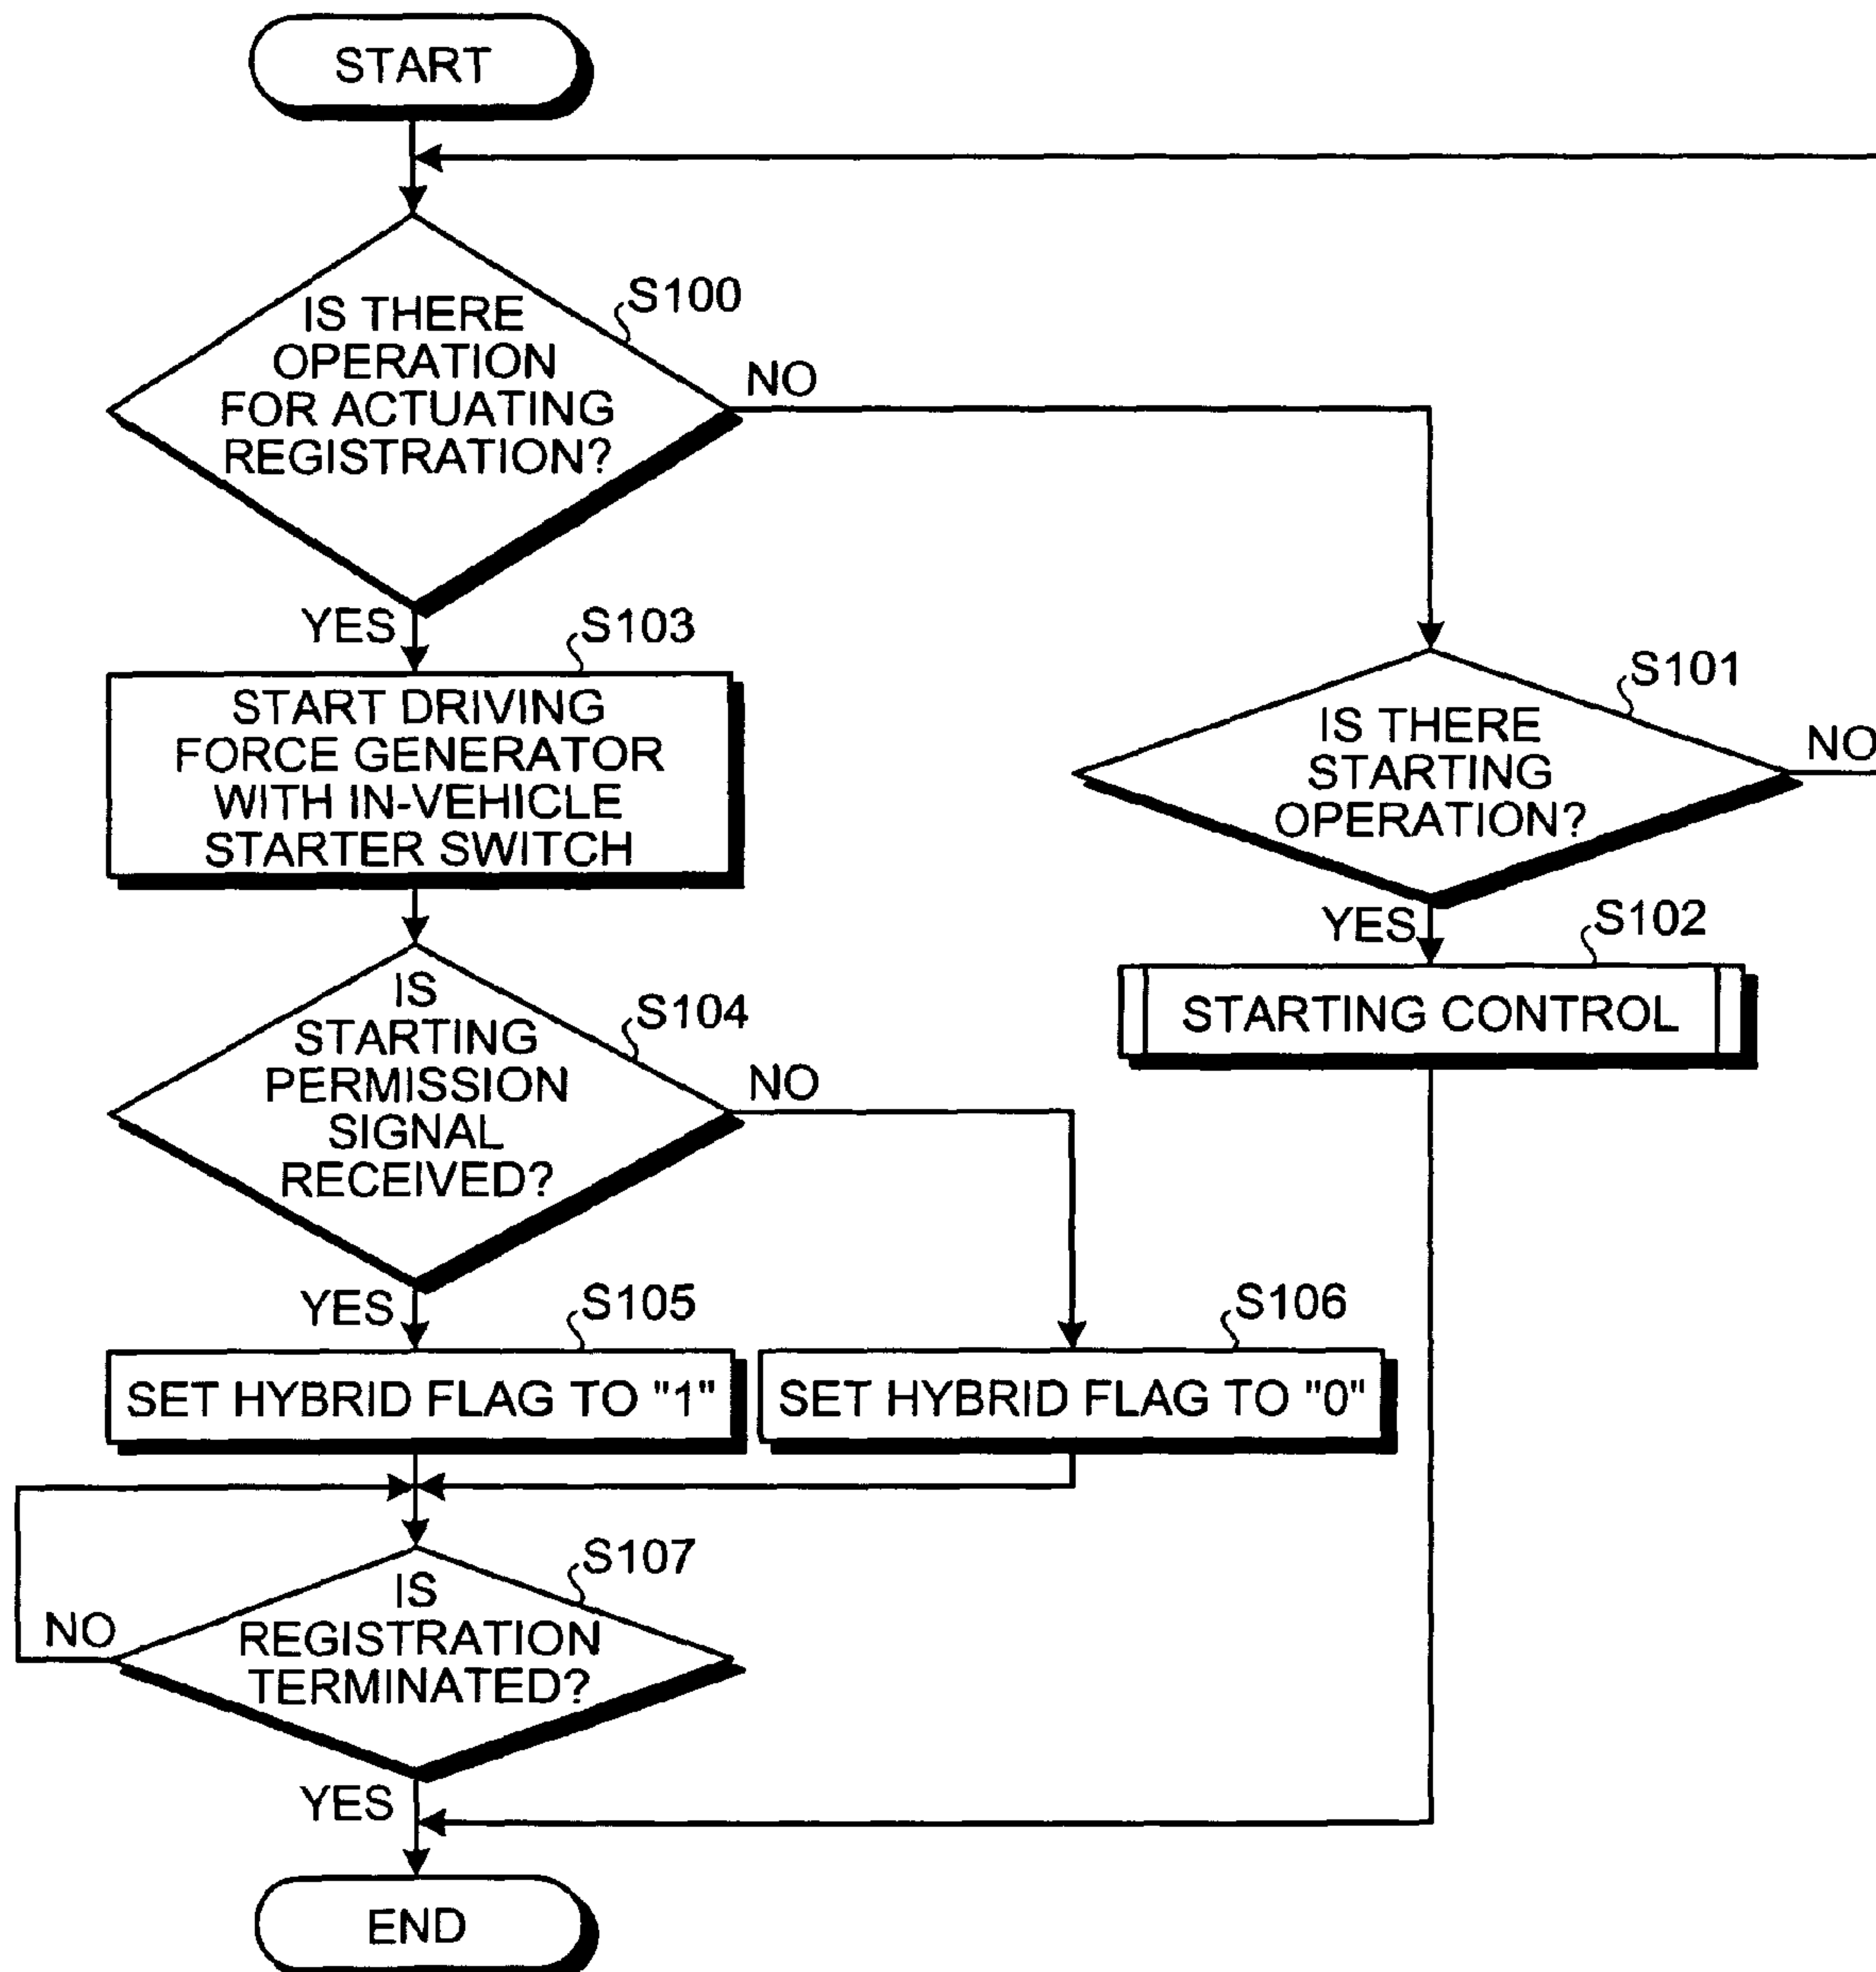 START
IS THERE
OPERATION
FOR ACTUATING
REGISTRATION?
S100
NO
YES
S103
START DRIVING
FORCE GENERATOR
WITH IN-VEHICLE
STARTER SWITCH
S101
IS THERE
STARTING
OPERATION?
NO
YES
S102
STARTING CONTROL
IS
STARTING
PERMISSION
SIGNAL
RECEIVED?
S104
NO
YES
S105
SET HYBRID FLAG TO "1"
S106
SET HYBRID FLAG TO "0"
S107
IS
REGISTRATION
TERMINATED?
NO
YES
END